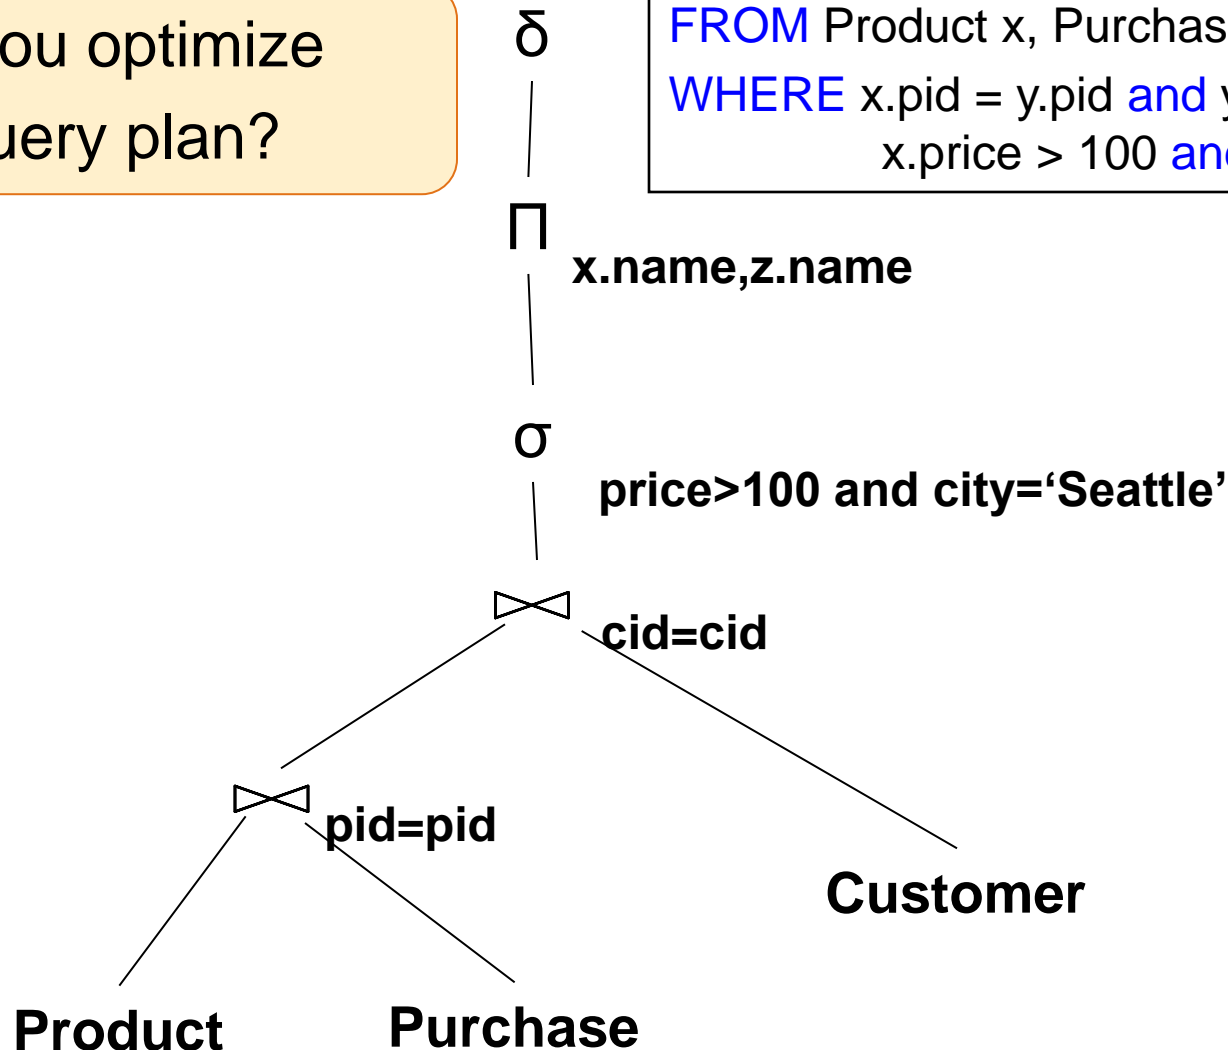 ou optimize
uery plan?
δ
FROM Product x, Purchas
WHERE x.pid = y.pid and y
x.price > 100 and
Π
x.name,z.name
σ
price>100 and city=‘Seattle’
⋈
cid=cid
⋈
pid=pid
Customer
Product
Purchase